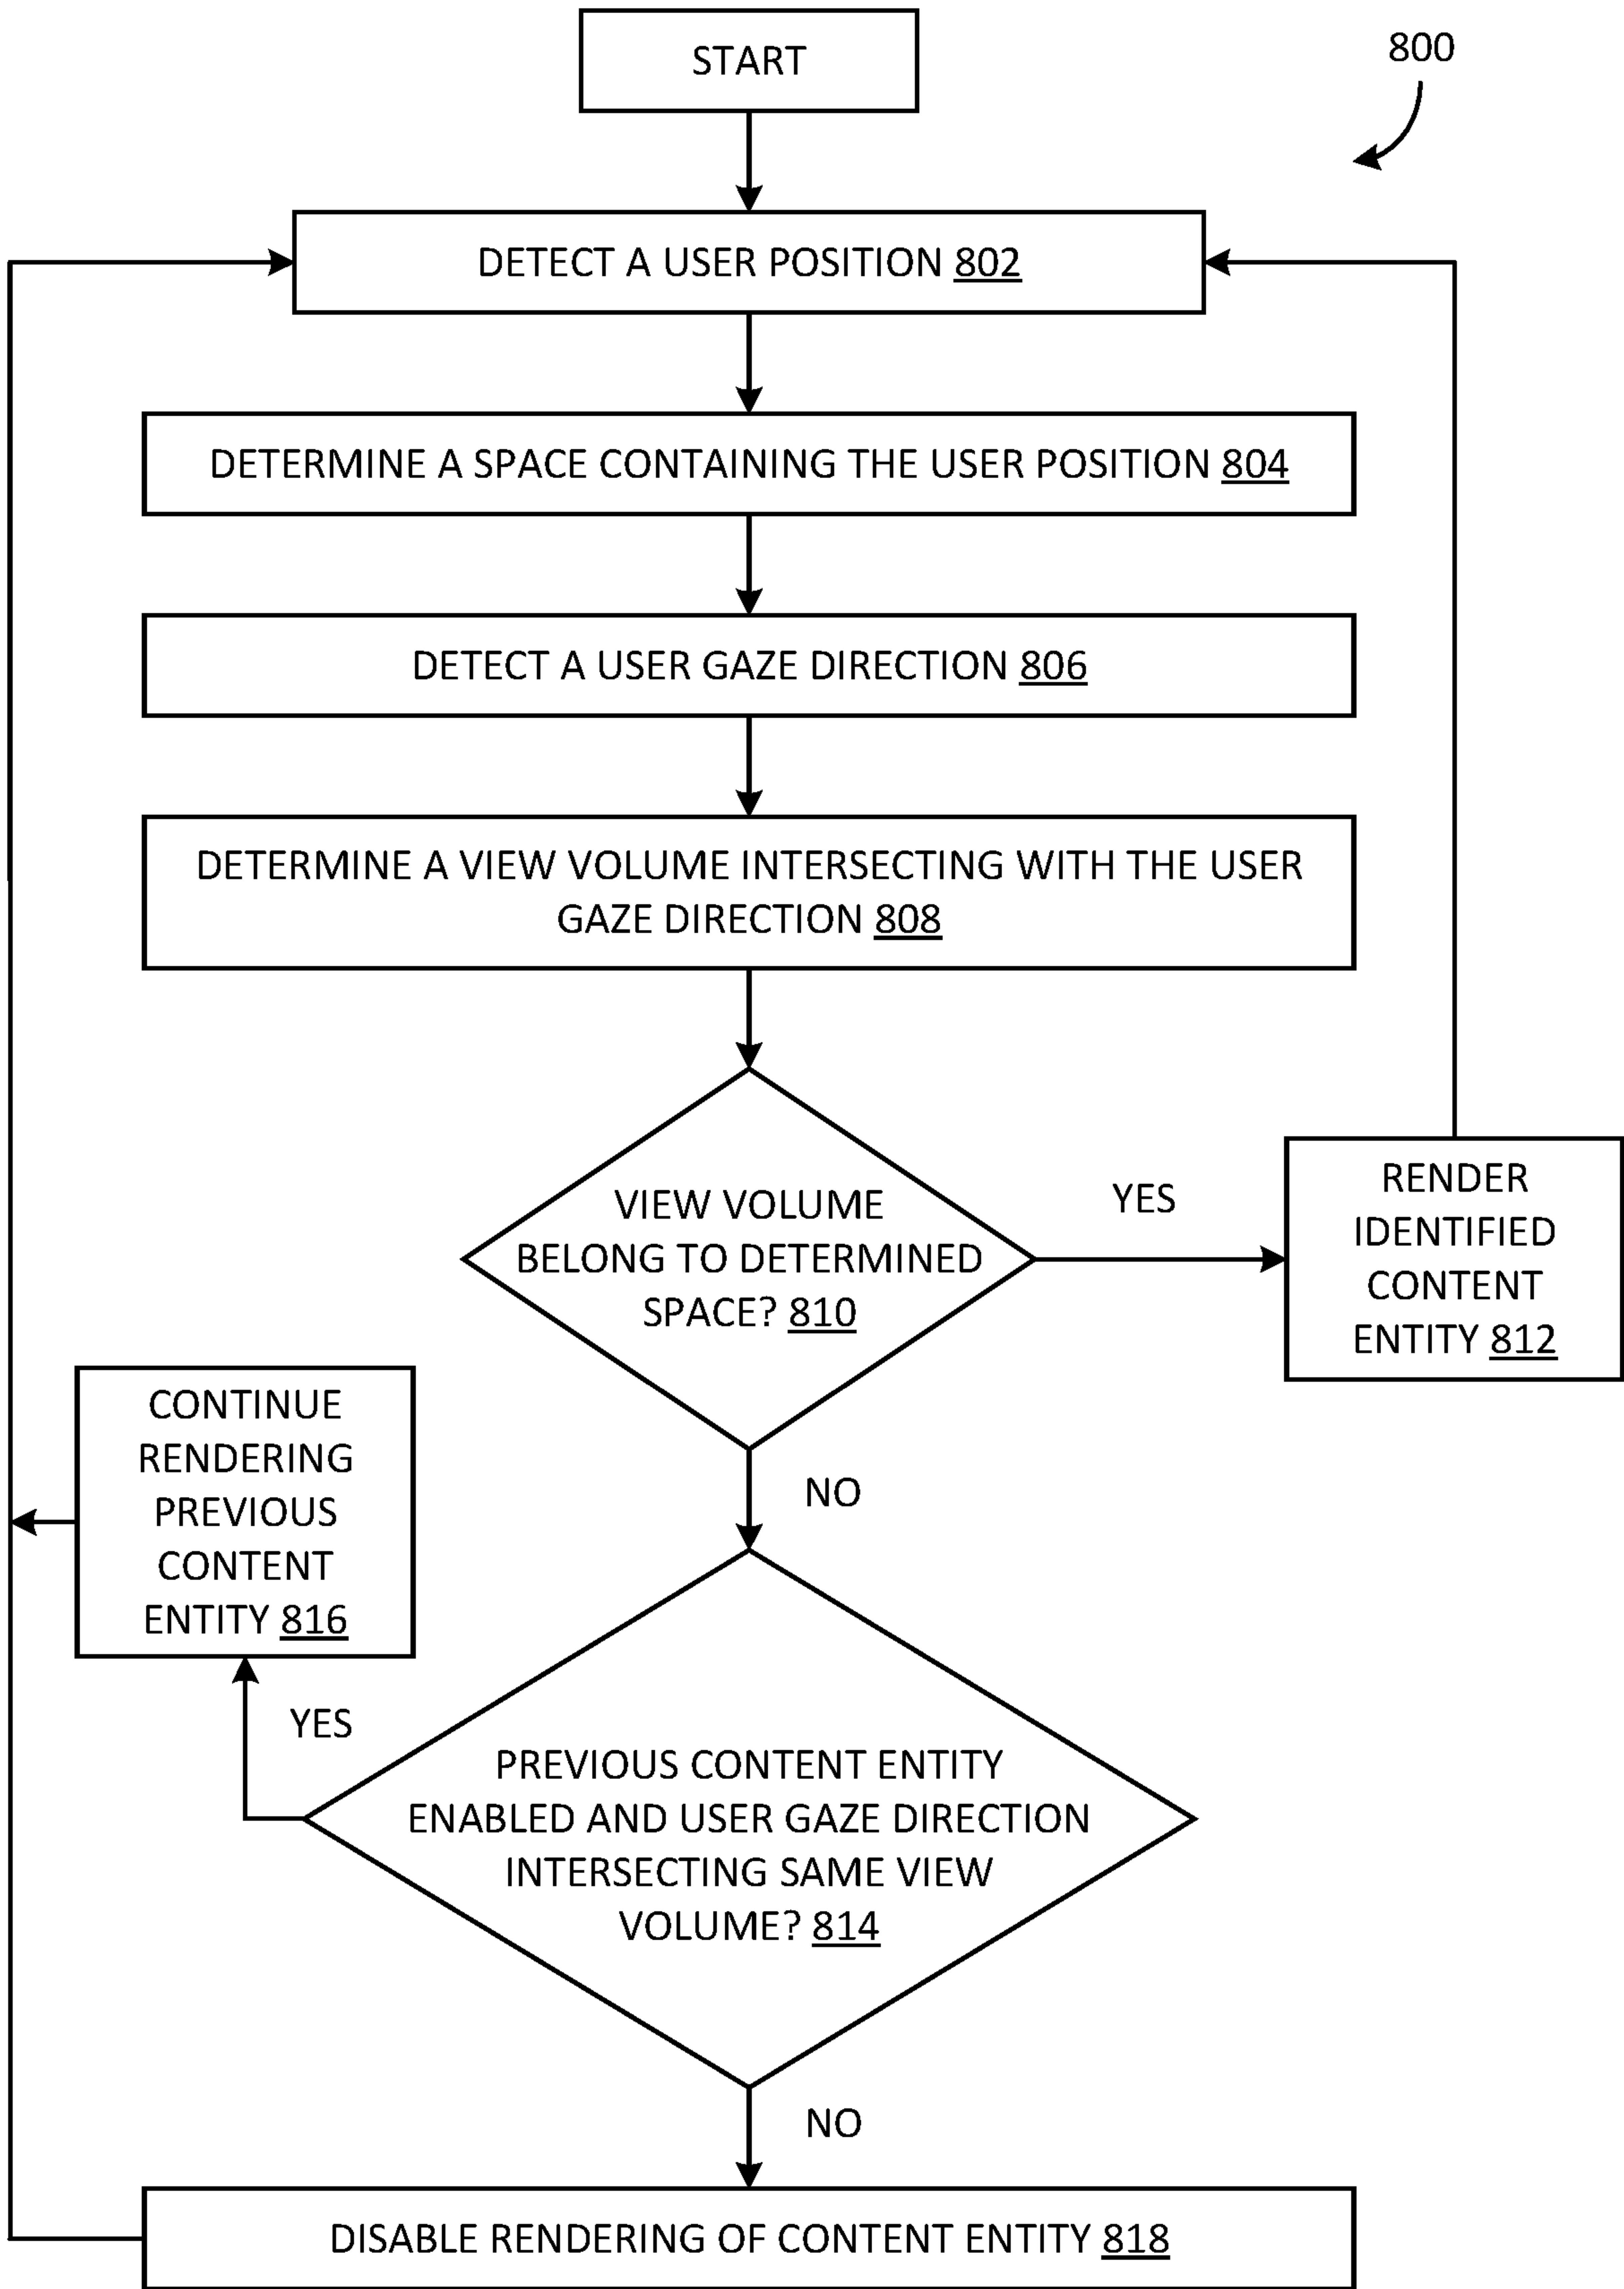 START
800
DETECT A USER POSITION 802
DETERMINE A SPACE CONTAINING THE USER POSITION 804
DETECT A USER GAZE DIRECTION 806
DETERMINE A VIEW VOLUME INTERSECTING WITH THE USER
GAZE DIRECTION 808
VIEW VOLUME
BELONG TO DETERMINED
SPACE? 810
YES
RENDER
IDENTIFIED
CONTENT
ENTITY 812
NO
CONTINUE
RENDERING
PREVIOUS
CONTENT
ENTITY 816
YES
PREVIOUS CONTENT ENTITY
ENABLED AND USER GAZE DIRECTION
INTERSECTING SAME VIEW
VOLUME? 814
NO
DISABLE RENDERING OF CONTENT ENTITY 818